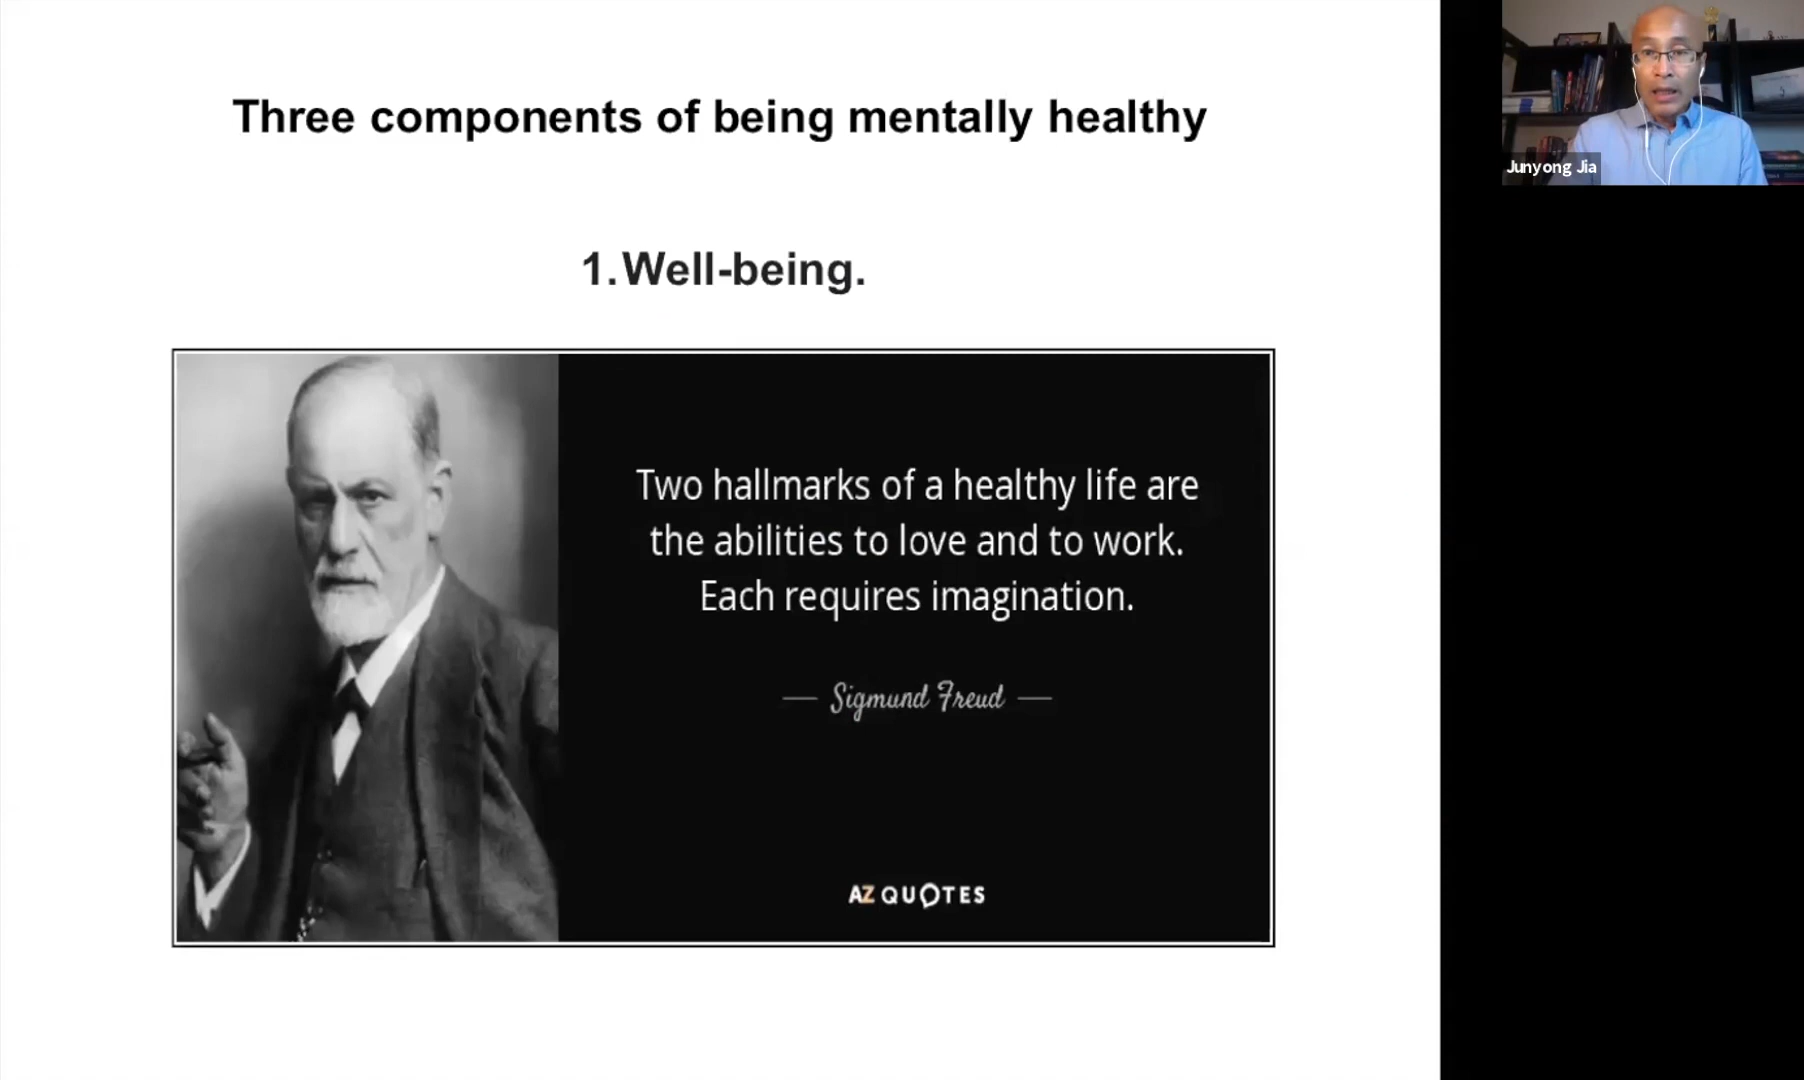 Three components of being mentally healthy
Junyong Jia
1.Well-being.
Two hallmarks of a healthy life are
the abilities to love and to work.
Each requires imagination.
— Sigmund Freud —
AZ QUOTES